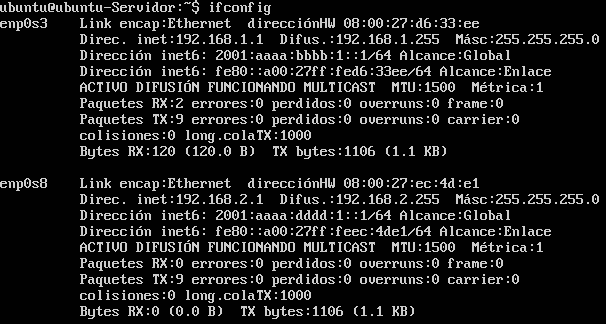 ubuntu@ubuntu-Servidor:~$ ifconfig
enp0s3    Link encap:Ethernet  direcciónHW 08:00:27:d6:33:ee
          Direc. inet:192.168.1.1  Difus.:192.168.1.255  Másc:255.255.255.0
          Dirección inet6: 2001:aaaa:bbbb:1::1/64 Alcance:Global
          Dirección inet6: fe80::a00:27ff:fed6:33ee/64 Alcance:Enlace
          ACTIVO DIFUSIÓN FUNCIONANDO MULTICAST  MTU:1500  Métrica:1
          Paquetes RX:2 errores:0 perdidos:0 overruns:0 frame:0
          Paquetes TX:9 errores:0 perdidos:0 overruns:0 carrier:0
          colisiones:0 long.colaTX:1000
          Bytes RX:120 (120.0 B)  TX bytes:1106 (1.1 KB)
enp0s8    Link encap:Ethernet  direcciónHW 08:00:27:ec:4d:e1
          Direc. inet:192.168.2.1  Difus.:192.168.2.255  Másc:255.255.255.0
          Dirección inet6: 2001:aaaa:dddd:1::1/64 Alcance:Global
          Dirección inet6: fe80::a00:27ff:feec:4de1/64 Alcance:Enlace
          ACTIVO DIFUSIÓN FUNCIONANDO MULTICAST  MTU:1500  Métrica:1
          Paquetes RX:0 errores:0 perdidos:0 overruns:0 frame:0
          Paquetes TX:9 errores:0 perdidos:0 overruns:0 carrier:0
          colisiones:0 long.colaTX:1000
          Bytes RX:0 (0.0 B)  TX bytes:1106 (1.1 KB)